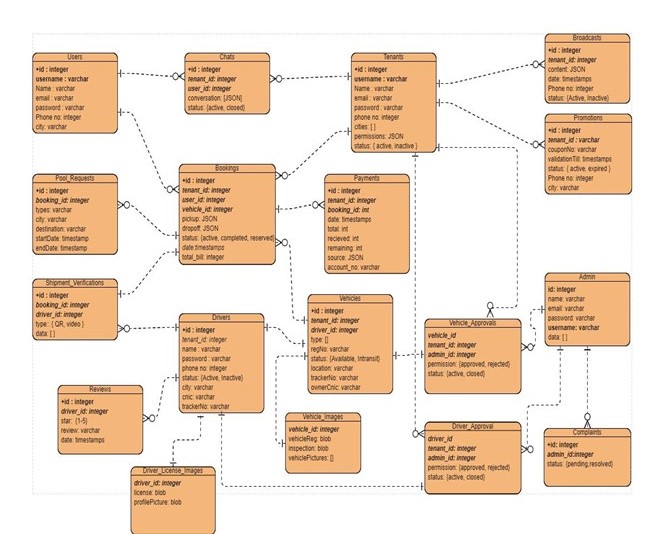 Users
+id : integer
username : varchar
Name : varchar
email : varchar
password : varchar
Phone no: integer
city: varchar
Chats
+id : integer
tenant_id: integer
user_id: integer
conversation: [JSON]
status: {active, closed}
Tenants
+id : integer
username : varchar
Name : varchar
email : varchar
password : varchar
phone no: integer
cities: [ ]
permissions: JSON
status: { active, inactive }
Broadcasts
+id : integer
tenant_id: integer
content: JSON
date: timestamps
Phone no: integer
status: {Active, Inactive}
Promotions
+id : integer
tenant_id : varchar
couponNo: varchar
validationTill: timestamps
status: { active, expired }
Phone no: integer
city: varchar
Pool_Requests
+id : integer
booking_id: integer
types: varchar
city: varchar
destination: varchar
startDate: timestamp
endDate: timestamp
Bookings
+id : integer
tenant_id: integer
user_id: integer
vehicle_id: integer
pickup: JSON
dropoff: JSON
status: {active, completed, reserved}
date:timestamps
total_bill: integer
Payments
+id : integer
tenant_id: integer
booking_id: int
date: timestamps
total: int
recieved: int
remaining: int
source: JSON
account_no: varchar
Shipment_Verifications
+id : integer
booking_id: integer
driver_id: integer
type: { QR, video }
data: [ ]
Drivers
+id : integer
tenant_id: integer
name : varchar
password : varchar
phone no: integer
status: {Active, Inactive}
city: varchar
cnic: varchar
trackerNo: varchar
Vehicles
+id : integer
tenant_id: integer
driver_id: integer
type: []
regNo: varchar
status: {Available, Intransit}
location: varchar
trackerNo: varchar
ownerCnic: varchar
Vehicle_Approvals
vehicle_id
tenant_id: integer
admin_id: integer
permission: {approved, rejected}
status: {active, closed}
Admin
id: integer
name: varchar
email: varchar
password: varchar
username: varchar
data: [ ]
Reviews
+id : integer
driver_id: integer
star: {1-5}
review: varchar
date: timestamps
Vehicle_Images
vehicle_id: integer
vehicleReg: blob
inspection: blob
vehiclePictures: []
Driver_Approval
driver_id
tenant_id: integer
admin_id: integer
permission: {approved, rejected}
status: {active, closed}
Complaints
+id: integer
admin_id:integer
status: {pending,resolved}
Driver_License_Images
driver_id: integer
license: blob
profilePicture: blob